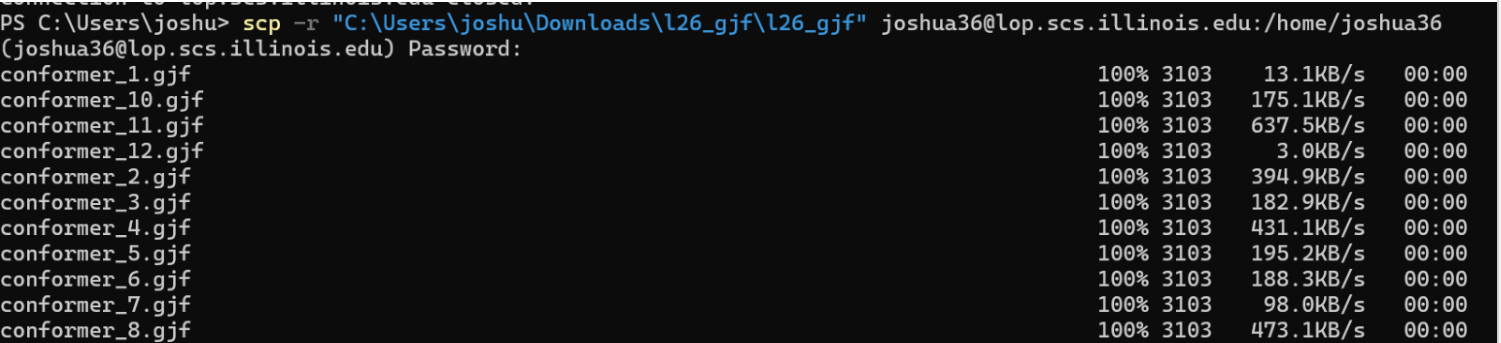 PS C:\Users\joshu> scp -r "C:\Users\joshu\Downloads\l26_gjf\l26_gjf" joshua36@lop.scs.illinois.edu:/home/joshua36
(joshua36@lop.scs.illinois.edu) Password:
conformer_1.gjf 100% 3103 13.1KB/s 00:00
conformer_10.gjf 100% 3103 175.1KB/s 00:00
conformer_11.gjf 100% 3103 637.5KB/s 00:00
conformer_12.gjf 100% 3103 3.0KB/s 00:00
conformer_2.gjf 100% 3103 394.9KB/s 00:00
conformer_3.gjf 100% 3103 182.9KB/s 00:00
conformer_4.gjf 100% 3103 431.1KB/s 00:00
conformer_5.gjf 100% 3103 195.2KB/s 00:00
conformer_6.gjf 100% 3103 188.3KB/s 00:00
conformer_7.gjf 100% 3103 98.0KB/s 00:00
conformer_8.gjf 100% 3103 473.1KB/s 00:00